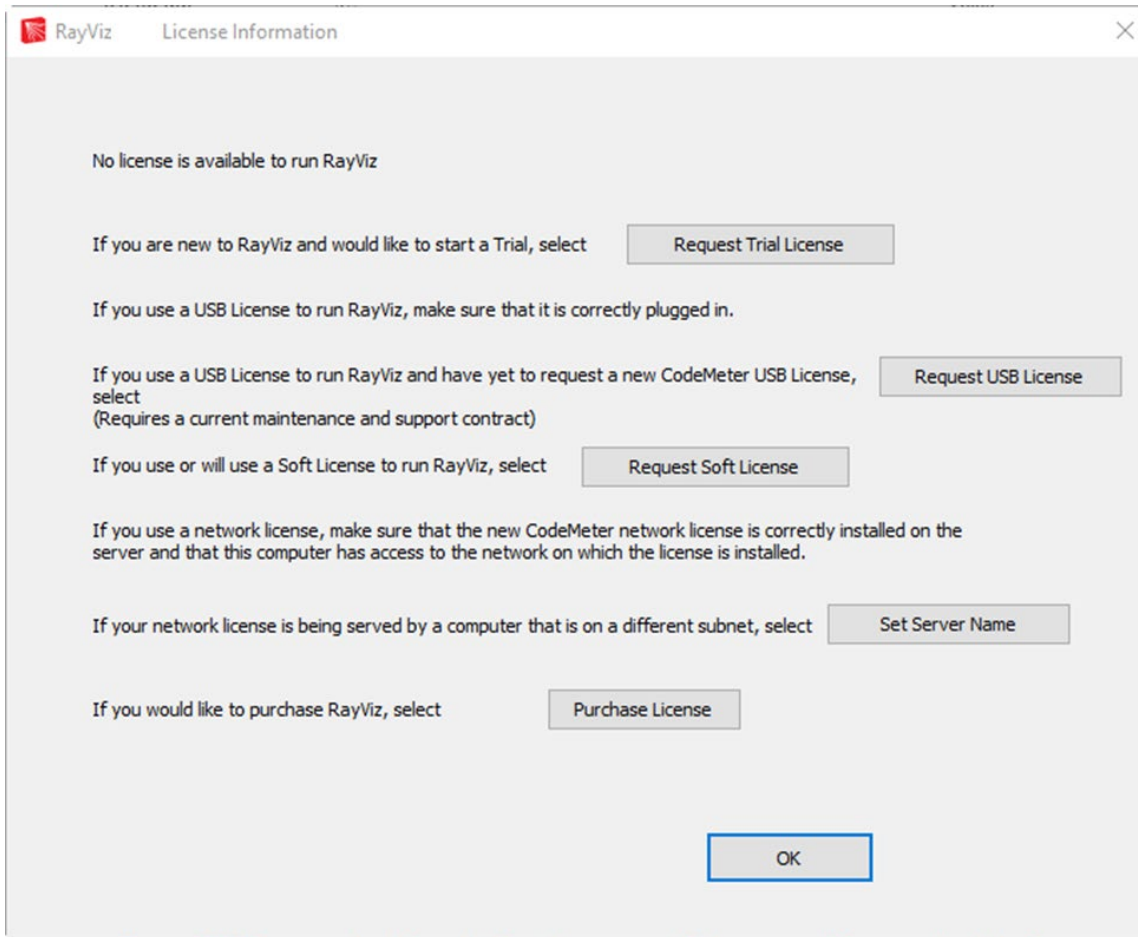 RayViz License Information
No license is available to run RayViz
If you are new to RayViz and would like to start a Trial, select Request Trial License
If you use a USB License to run RayViz, make sure that it is correctly plugged in.
If you use a USB License to run RayViz and have yet to request a new CodeMeter USB License, Request USB License
select
(Requires a current maintenance and support contract)
If you use or will use a Soft License to run RayViz, select Request Soft License
If you use a network license, make sure that the new CodeMeter network license is correctly installed on the
server and that this computer has access to the network on which the license is installed.
If your network license is being served by a computer that is on a different subnet, select Set Server Name
If you would like to purchase RayViz, select Purchase License
OK